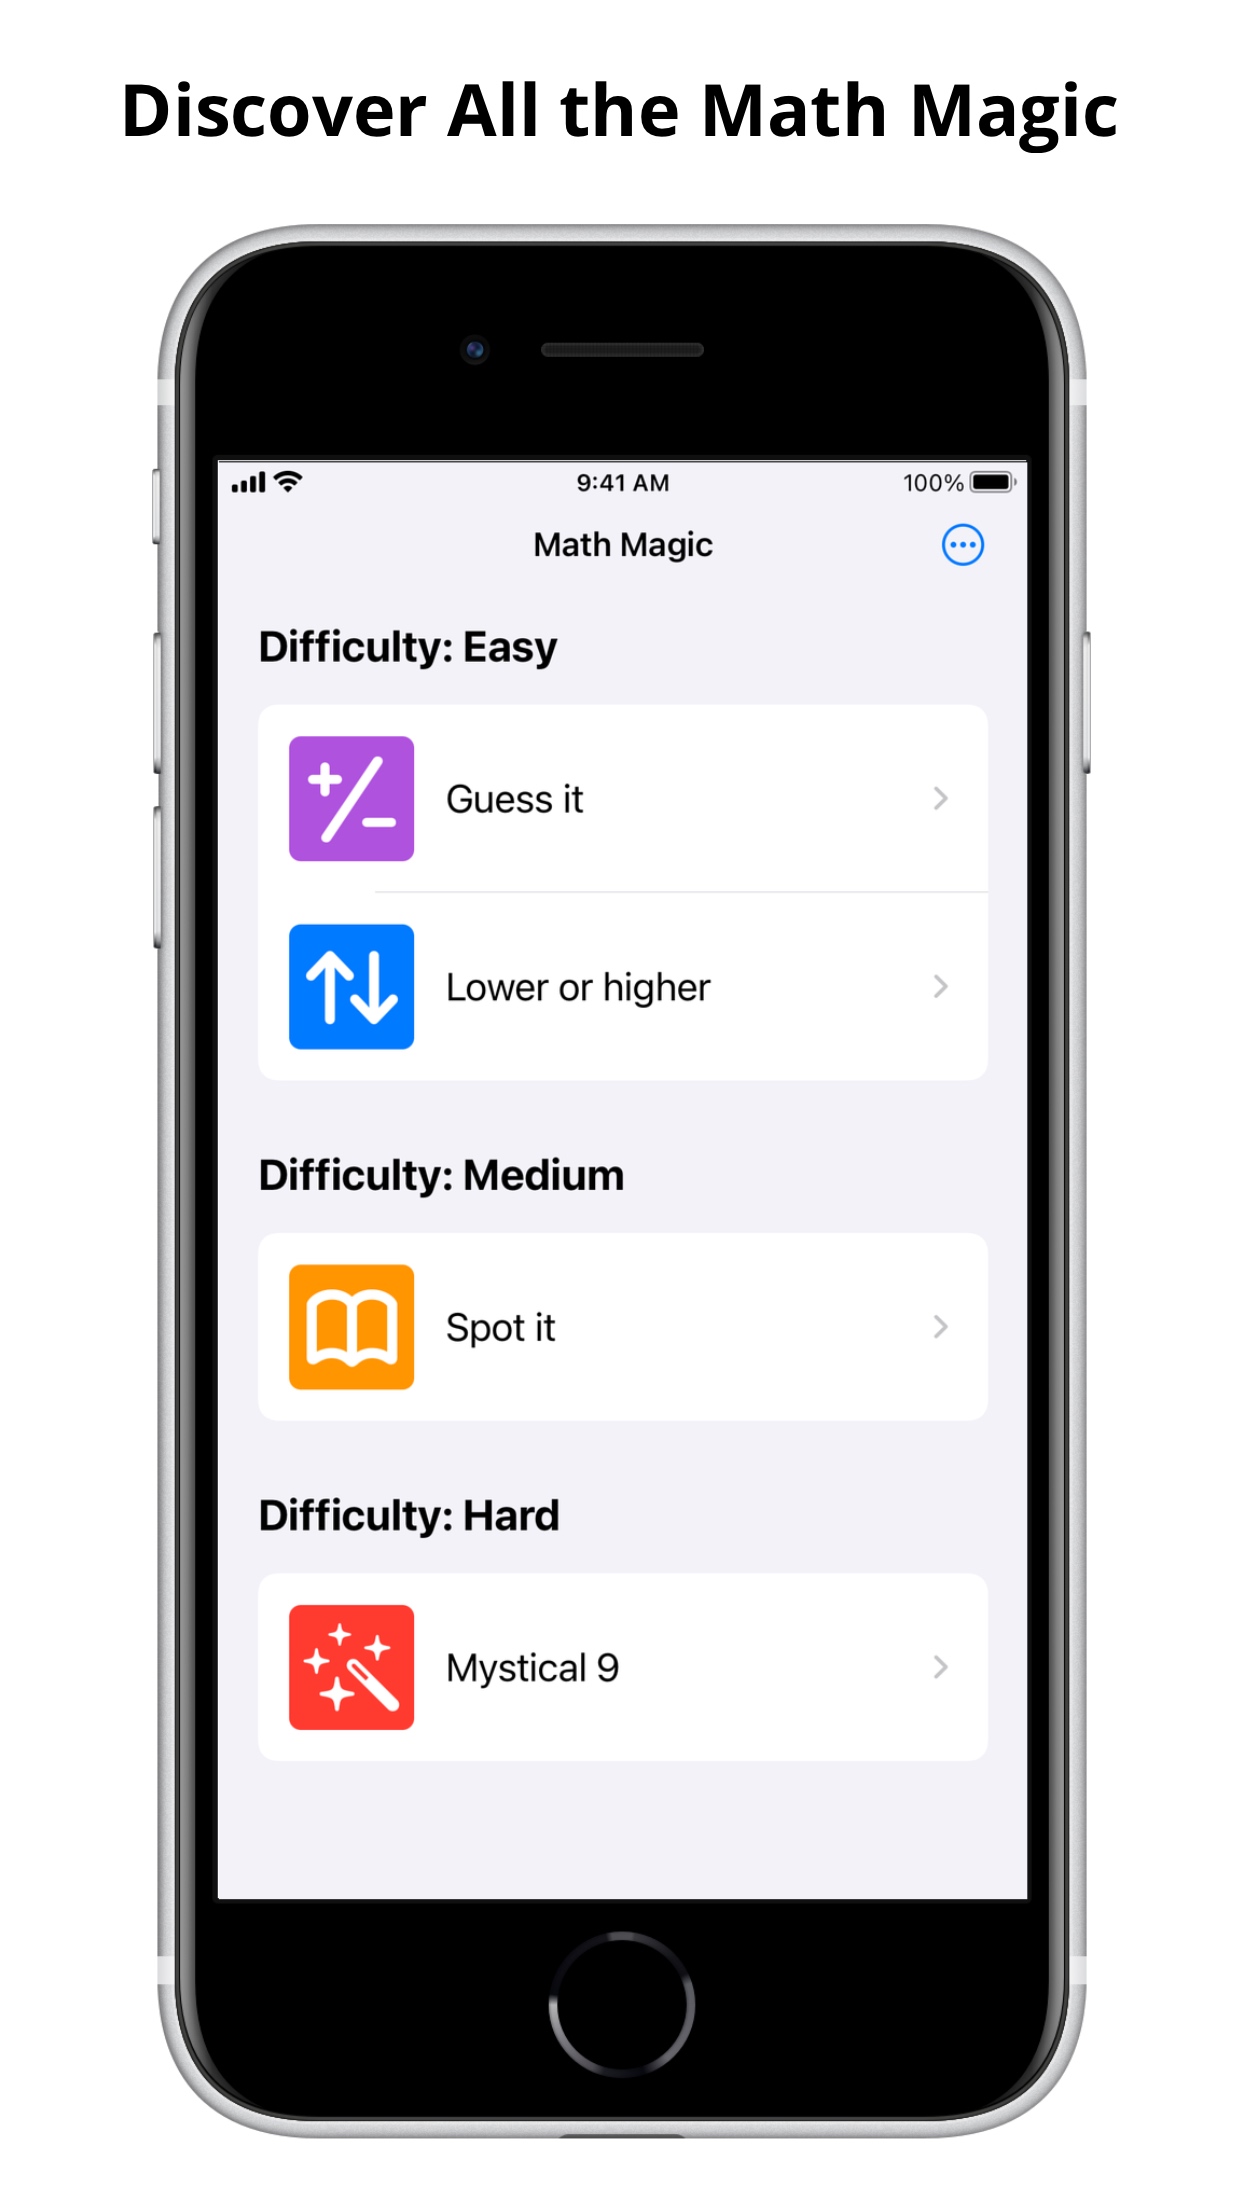 Discover All the Math Magic
9:41 AM
100%
Math Magic
Difficulty: Easy
Guess it
Lower or higher
Difficulty: Medium
Spot it
Difficulty: Hard
Mystical 9